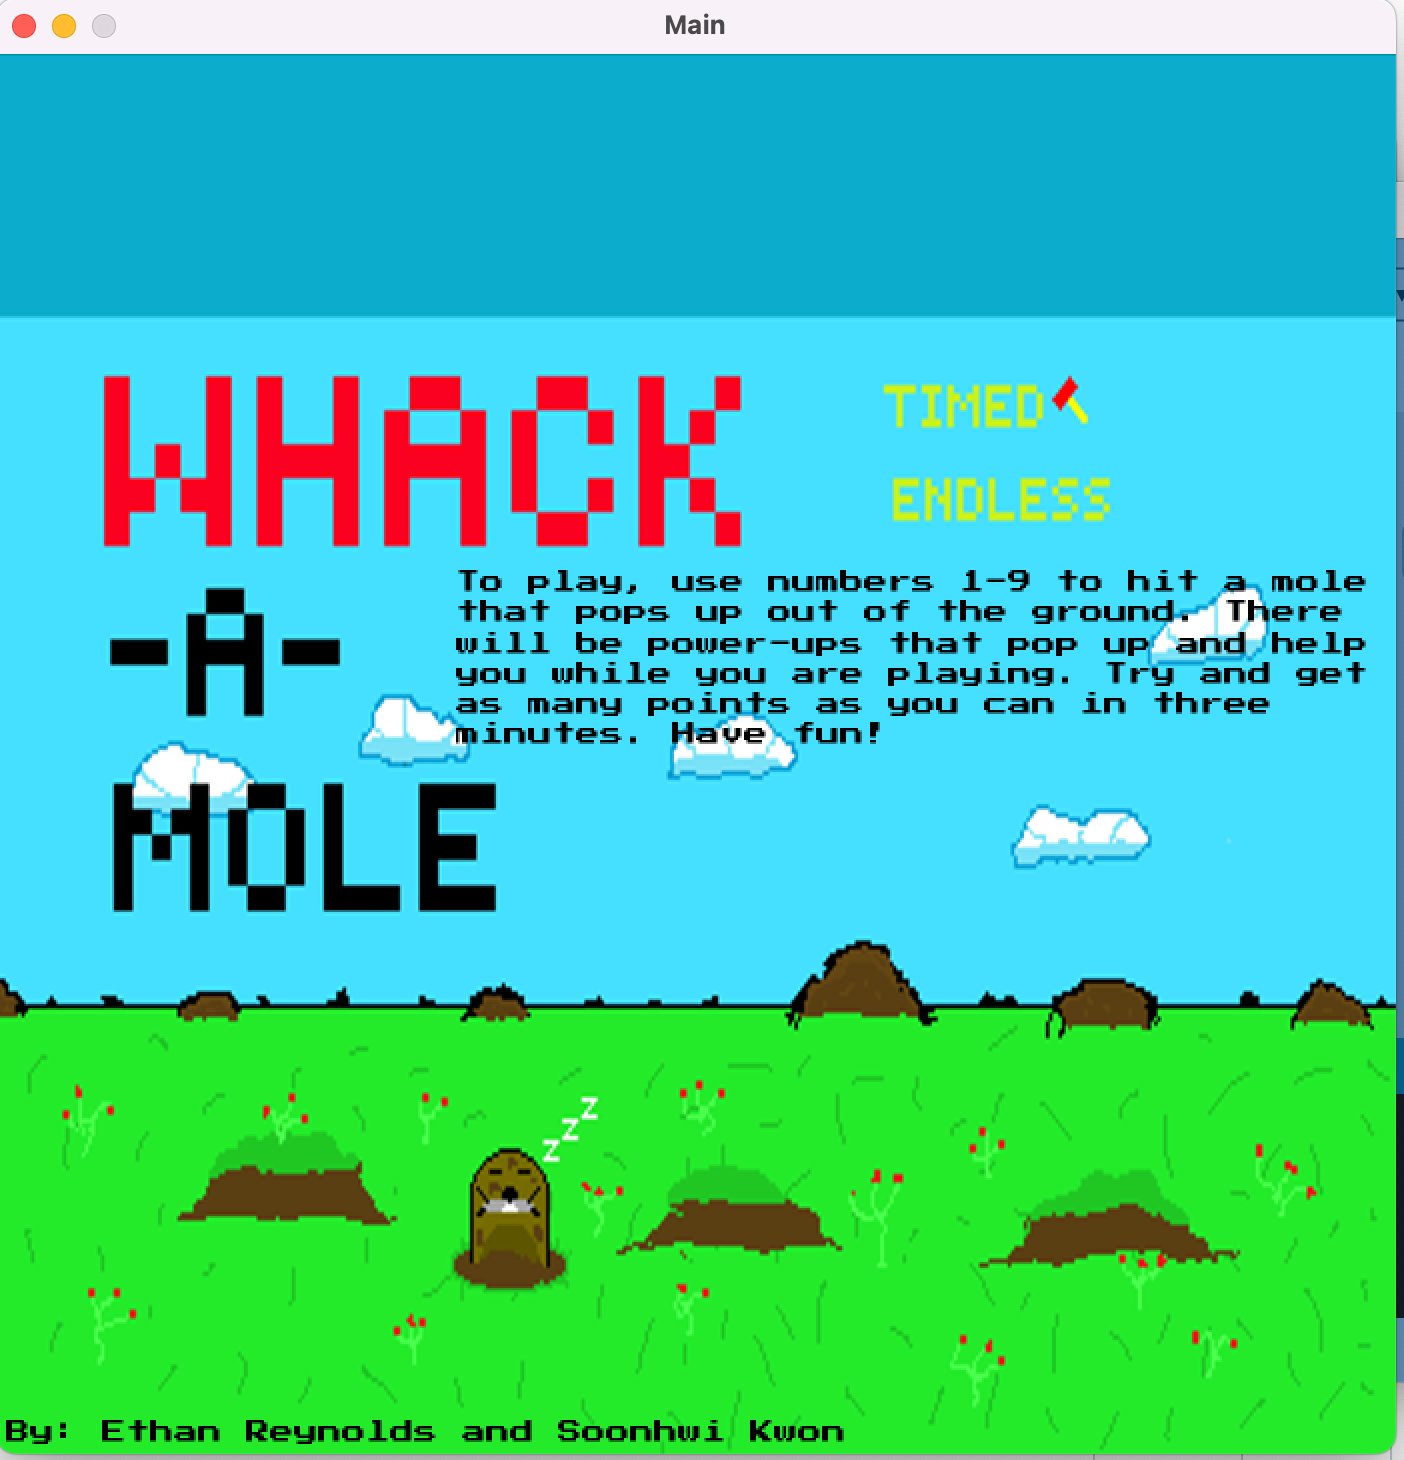 Main
WHACK
-A-
MOLE
TIMED
ENDLESS
To play, use numbers 1-9 to hit a mole
that pops up out of the ground. There
will be power-ups that pop up and help
you while you are playing. Try and get
as many points as you can in three
minutes. Have fun!
z
z
z
By: Ethan Reynolds and Soonhwi Kwon